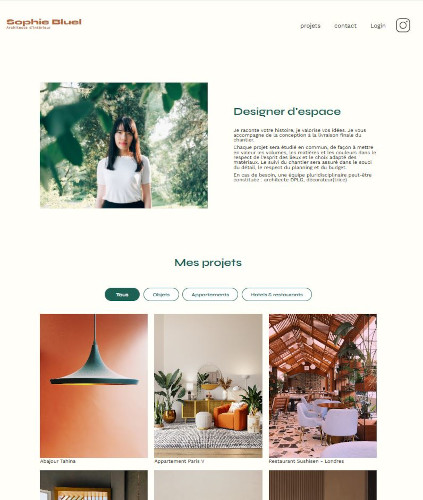 Sophie Bluel
Architecte d'intérieur
projets
contact
Login
Designer d'espace
Je raconte votre histoire, je valorise vos idées. Je vous
accompagne de la conception à la livraison finale du
chantier.
Chaque projet sera étudié en commun, de façon à mettre
en valeur les volumes, les matières et les couleurs dans le
respect de l'esprit des lieux et le choix adapté des
matériaux. Le suivi du chantier sera assuré dans le souci
du détail, le respect du planning et du budget.
En cas de besoin, une équipe pluridisciplinaire peut-être
constituée : architecte DPLG, décorateur(trice)
Mes projets
Tous
Objets
Appartements
Hotels & restaurants
Abajour Tahina
Appartement Paris V
Restaurant Sushisen - Londres